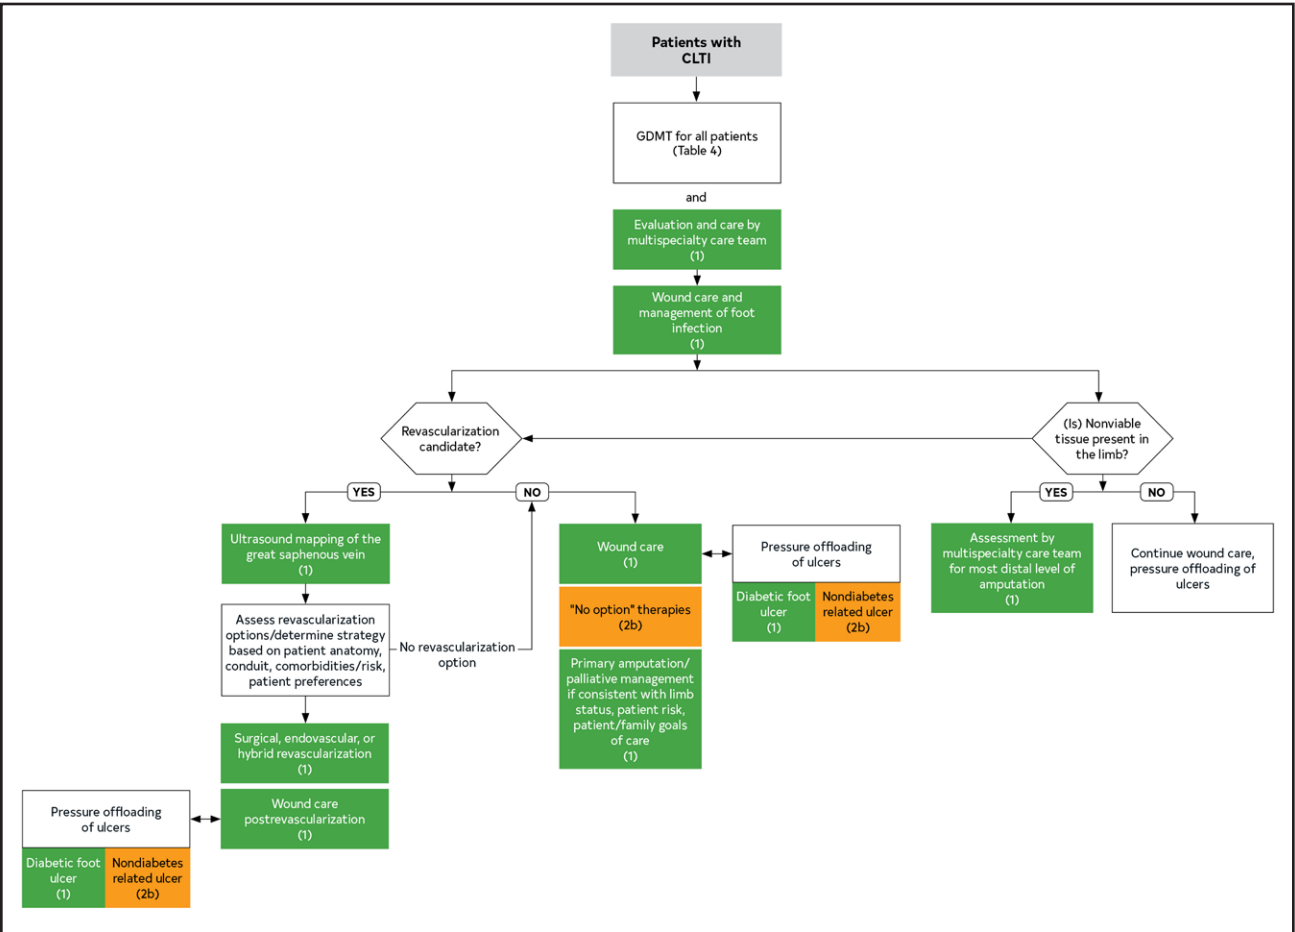 Patients with
CLTI
GDMT for all patients
(Table 4)
and
Evaluation and care by
multispecialty care team
(1)
Wound care and
management of foot
infection
(1)
Revascularization
candidate?
(Is) Nonviable
tissue present in
the limb?
YES
NO
YES
NO
Ultrasound mapping of the
great saphenous vein
(1)
Assess revascularization
options/determine strategy
based on patient anatomy,
conduit, comorbidities/risk,
patient preferences
No revascularization
option
Surgical, endovascular, or
hybrid revascularization
(1)
Wound care
postrevascularization
(1)
Pressure offloading
of ulcers
Diabetic foot
ulcer
(1)
Nondiabetes
related ulcer
(2b)
Wound care
(1)
"No option" therapies
(2b)
Primary amputation/
palliative management
if consistent with limb
status, patient risk,
patient/family goals
of care
(1)
Pressure offloading
of ulcers
Diabetic foot
ulcer
(1)
Nondiabetes
related ulcer
(2b)
Assessment by
multispecialty care team
for most distal level of
amputation
(1)
Continue wound care,
pressure offloading of
ulcers